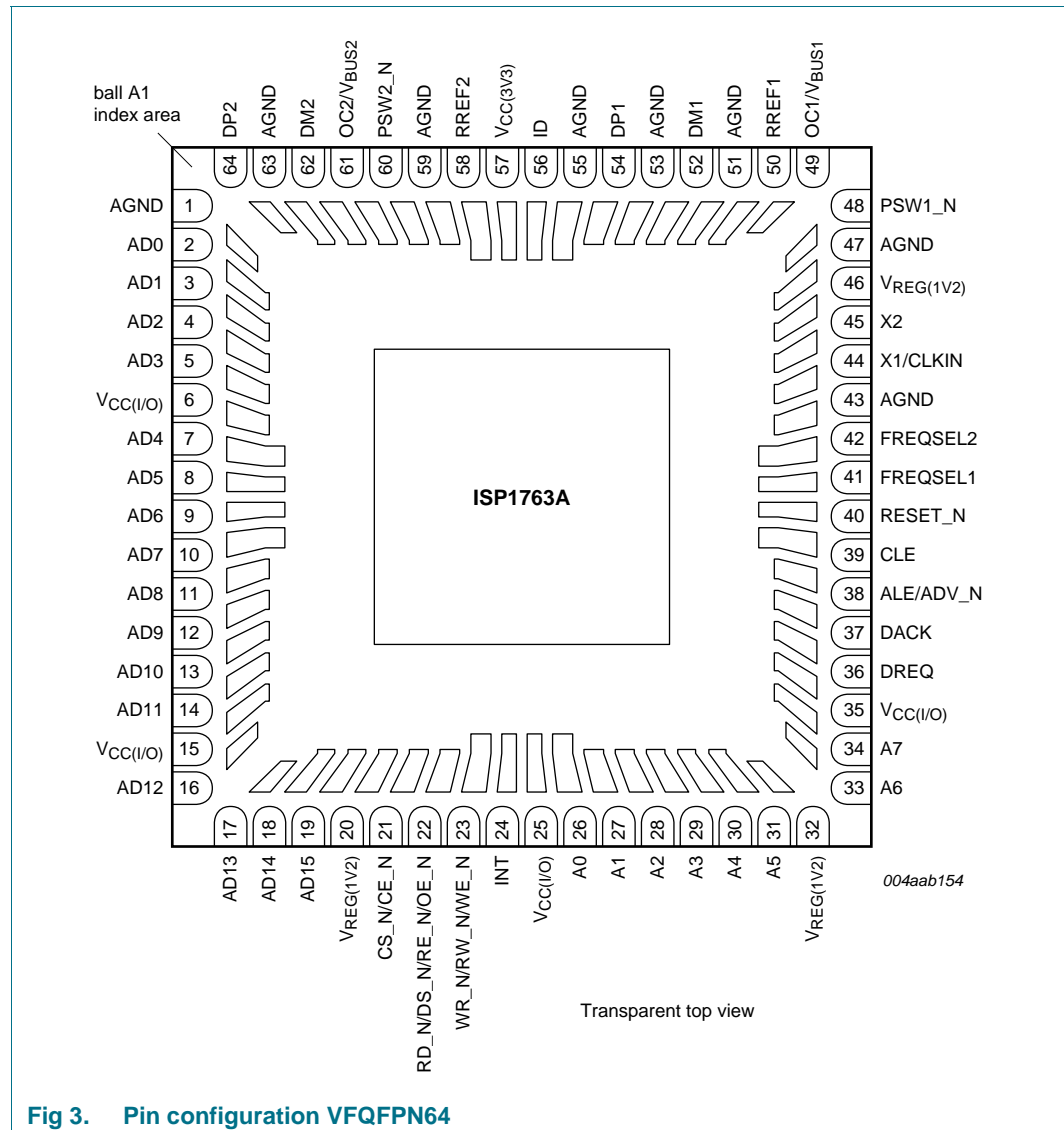 ball A1
index area
DP2
AGND
DM2
OC2/VBUS2
PSW2_N
AGND
RREF2
VCC(3V3)
ID
AGND
DP1
AGND
DM1
AGND
RREF1
OC1/VBUS1
64
63
62
61
60
59
58
57
56
55
54
53
52
51
50
49
AGND 1
AD0 2
AD1 3
AD2 4
AD3 5
VCC(I/O) 6
AD4 7
AD5 8
AD6 9
AD7 10
AD8 11
AD9 12
AD10 13
AD11 14
VCC(I/O) 15
AD12 16
ISP1763A
48 PSW1_N
47 AGND
46 VREG(1V2)
45 X2
44 X1/CLKIN
43 AGND
42 FREQSEL2
41 FREQSEL1
40 RESET_N
39 CLE
38 ALE/ADV_N
37 DACK
36 DREQ
35 VCC(I/O)
34 A7
33 A6
17
18
19
20
21
22
23
24
25
26
27
28
29
30
31
32
AD13
AD14
AD15
VREG(1V2)
CS_N/CE_N
RD_N/DS_N/RE_N/OE_N
WR_N/RW_N/WE_N
INT
VCC(I/O)
A0
A1
A2
A3
A4
A5
VREG(1V2)
004aab154
Transparent top view
Fig 3. Pin configuration VFQFPN64